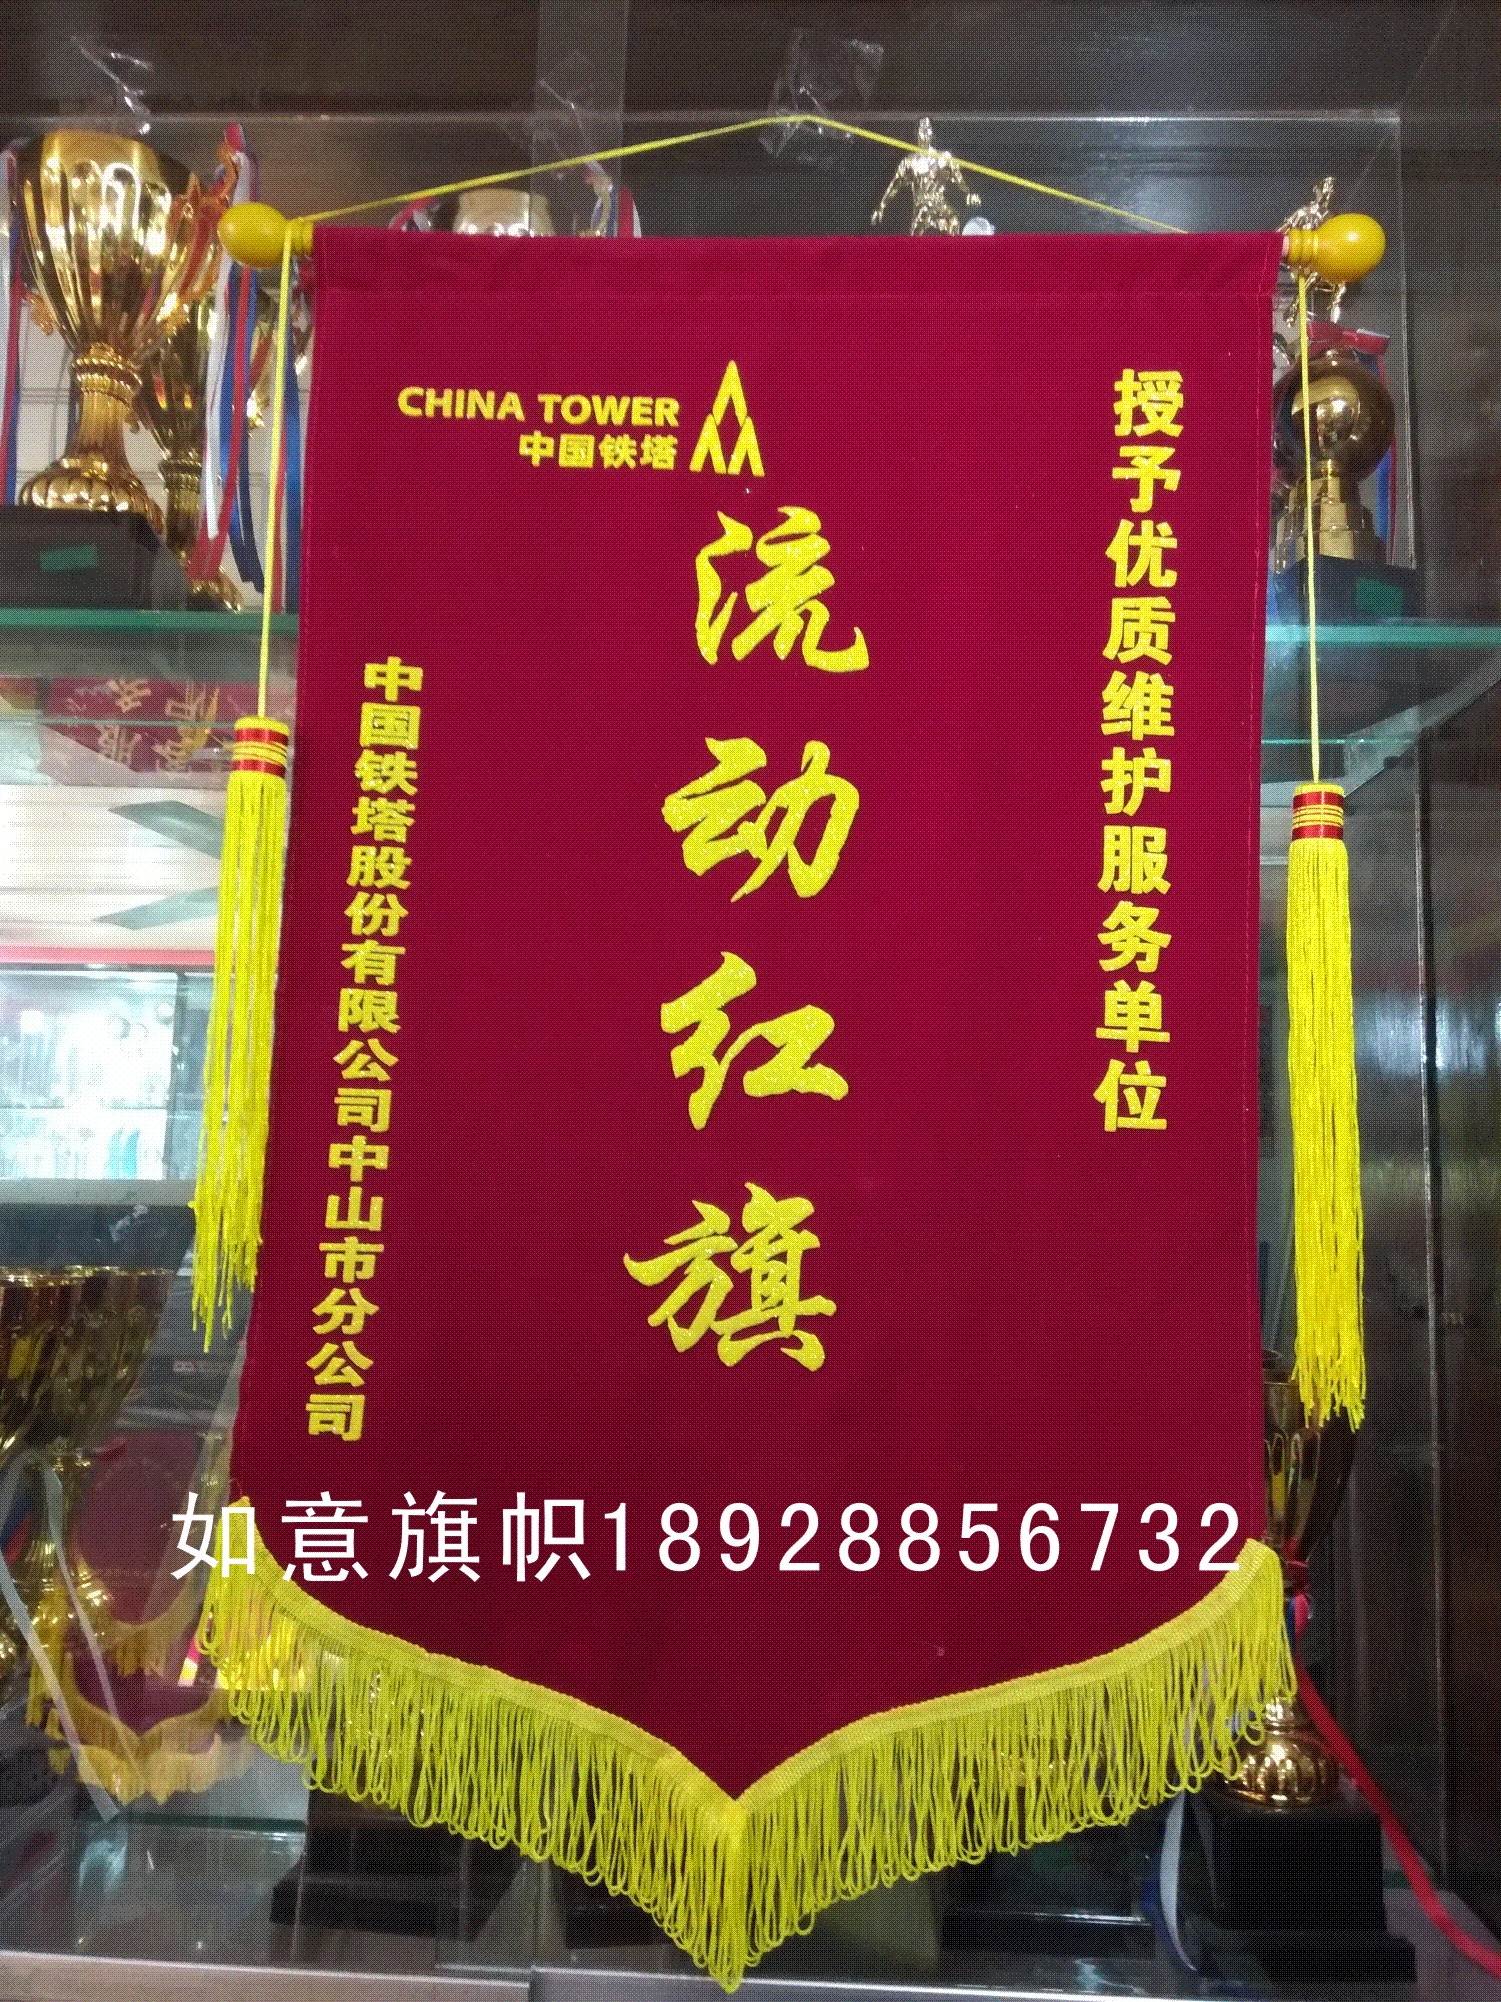 CHINA TOWER
中国铁塔
授予优质维护服务单位
流动红旗
中国铁塔股份有限公司中山市分公司
如意旗帜18928856732